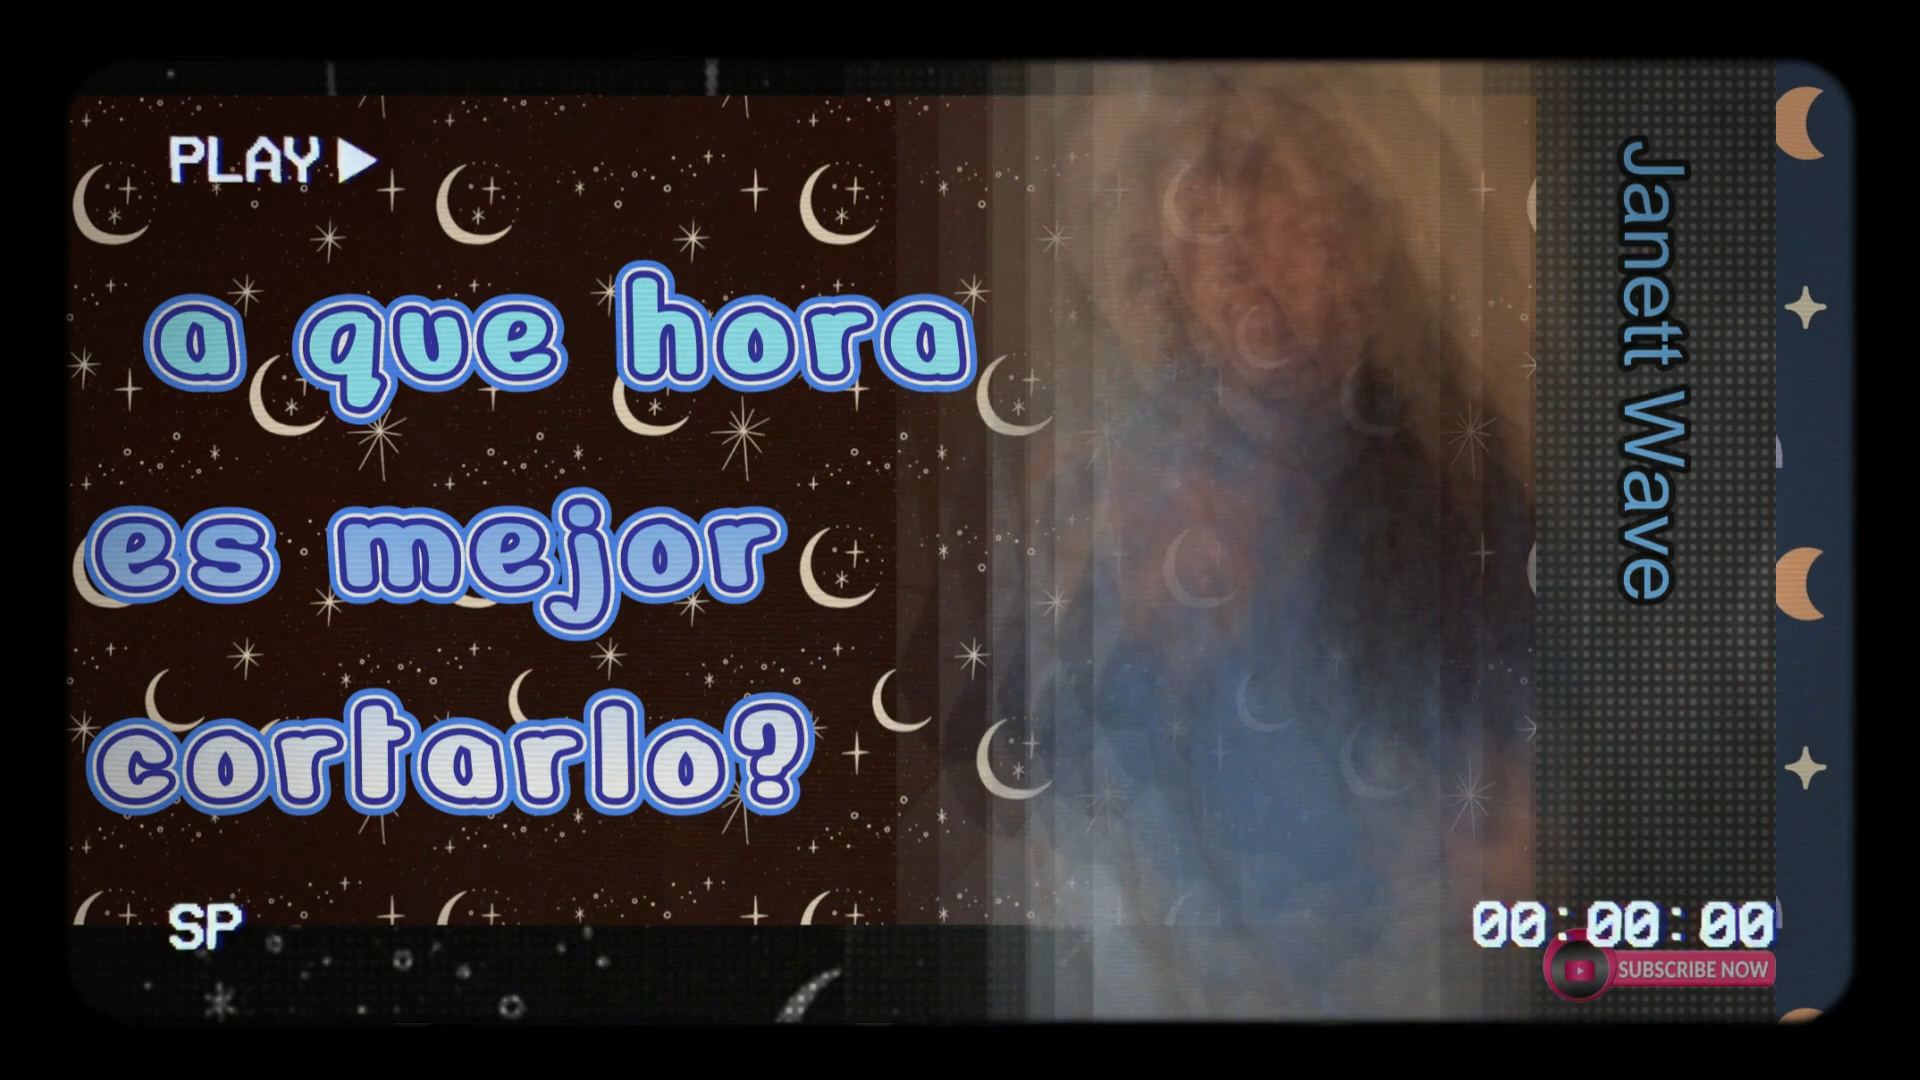 PLAY
a que hora
es mejor
cortarlo?
Janett Wave
SP
00:00:00
SUBSCRIBE NOW